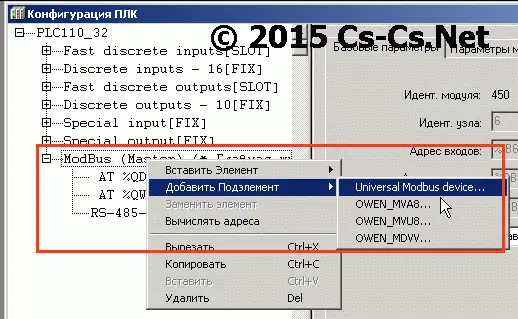 Конфигурация ПЛК
© 2015 Cs-Cs.Net
PLC110_32
Fast discrete inputs[SLOT]
Discrete inputs - 16[FIX]
Fast discrete outputs[SLOT]
Discrete outputs - 10[FIX]
Special input[FIX]
Special output[FIX]
ModBus (Master) (*
AT %QD
AT %QW
RS-485-
Базовые параметры
Параметры м
Идент. модуля: 450
Идент. узла: 6
Адрес входов:
Вставить Элемент
Добавить Подэлемент
Заменить элемент
Вычислять адреса
Вырезать Ctrl+X
Копировать Ctrl+C
Вставить Ctrl+V
Удалить Del
Universal Modbus device...
OWEN_MVA8...
OWEN_MVU8...
OWEN_MDVV...